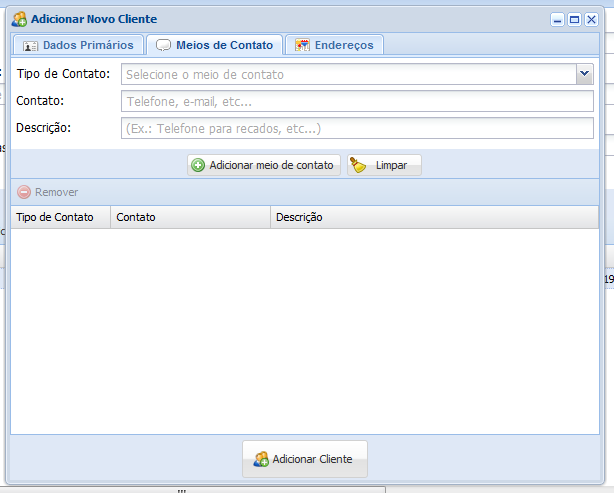 Adicionar Novo Cliente
Dados Primários Meios de Contato Endereços
Tipo de Contato: Selecione o meio de contato
Contato: Telefone, e-mail, etc...
Descrição: (Ex.: Telefone para recados, etc...)
Adicionar meio de contato Limpar
Remover
Tipo de Contato Contato Descrição
19
Adicionar Cliente